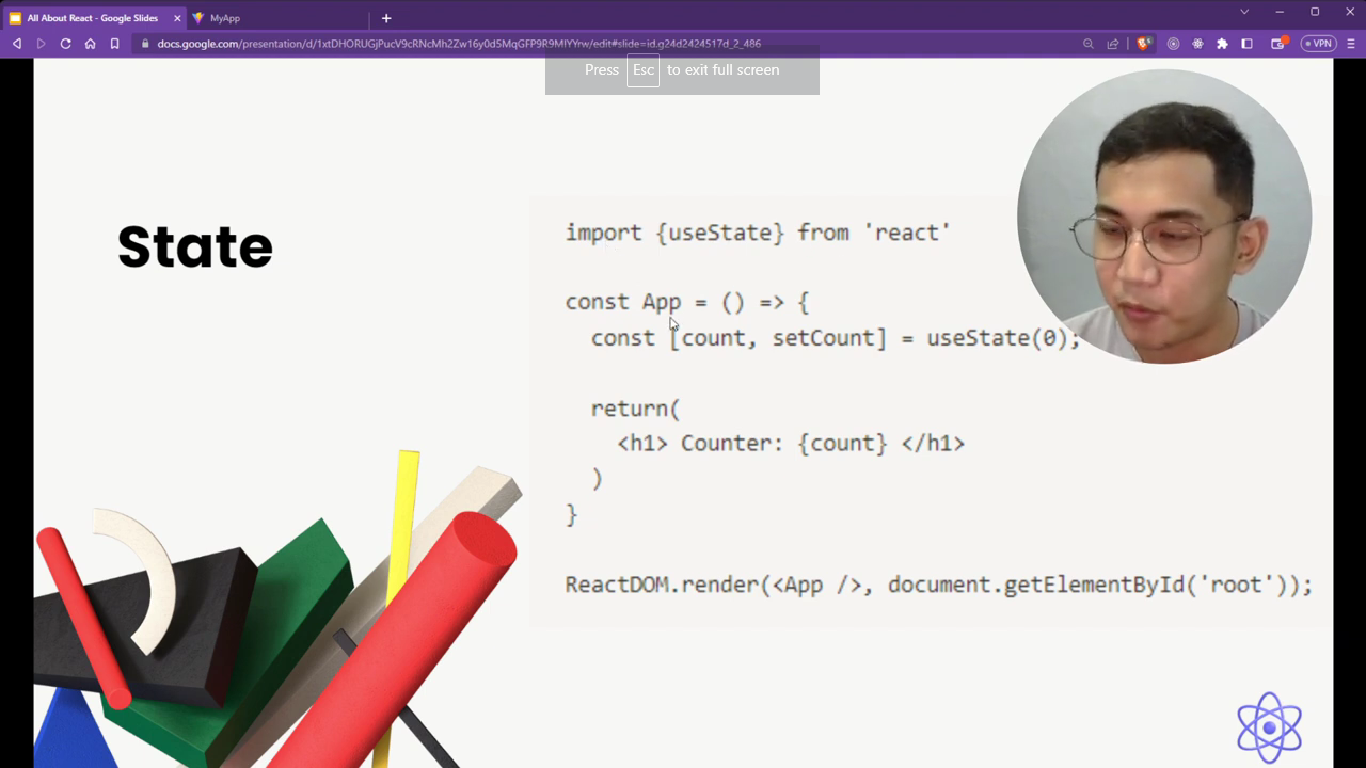 All About React - Google Slides
MyApp
docs.google.com/presentation/d/1xtDHORUGjPucV9cRNcMh2Zw16y0d5MqGFP9R9MIYYrw/edit#slide=id.g24d2424517d_2_486
VPN
Press Esc to exit full screen
State
import {useState} from 'react'
const App = () => {
const [count, setCount] = useState(0);
return(
<h1> Counter: {count} </h1>
)
}
ReactDOM.render(<App />, document.getElementById('root'));